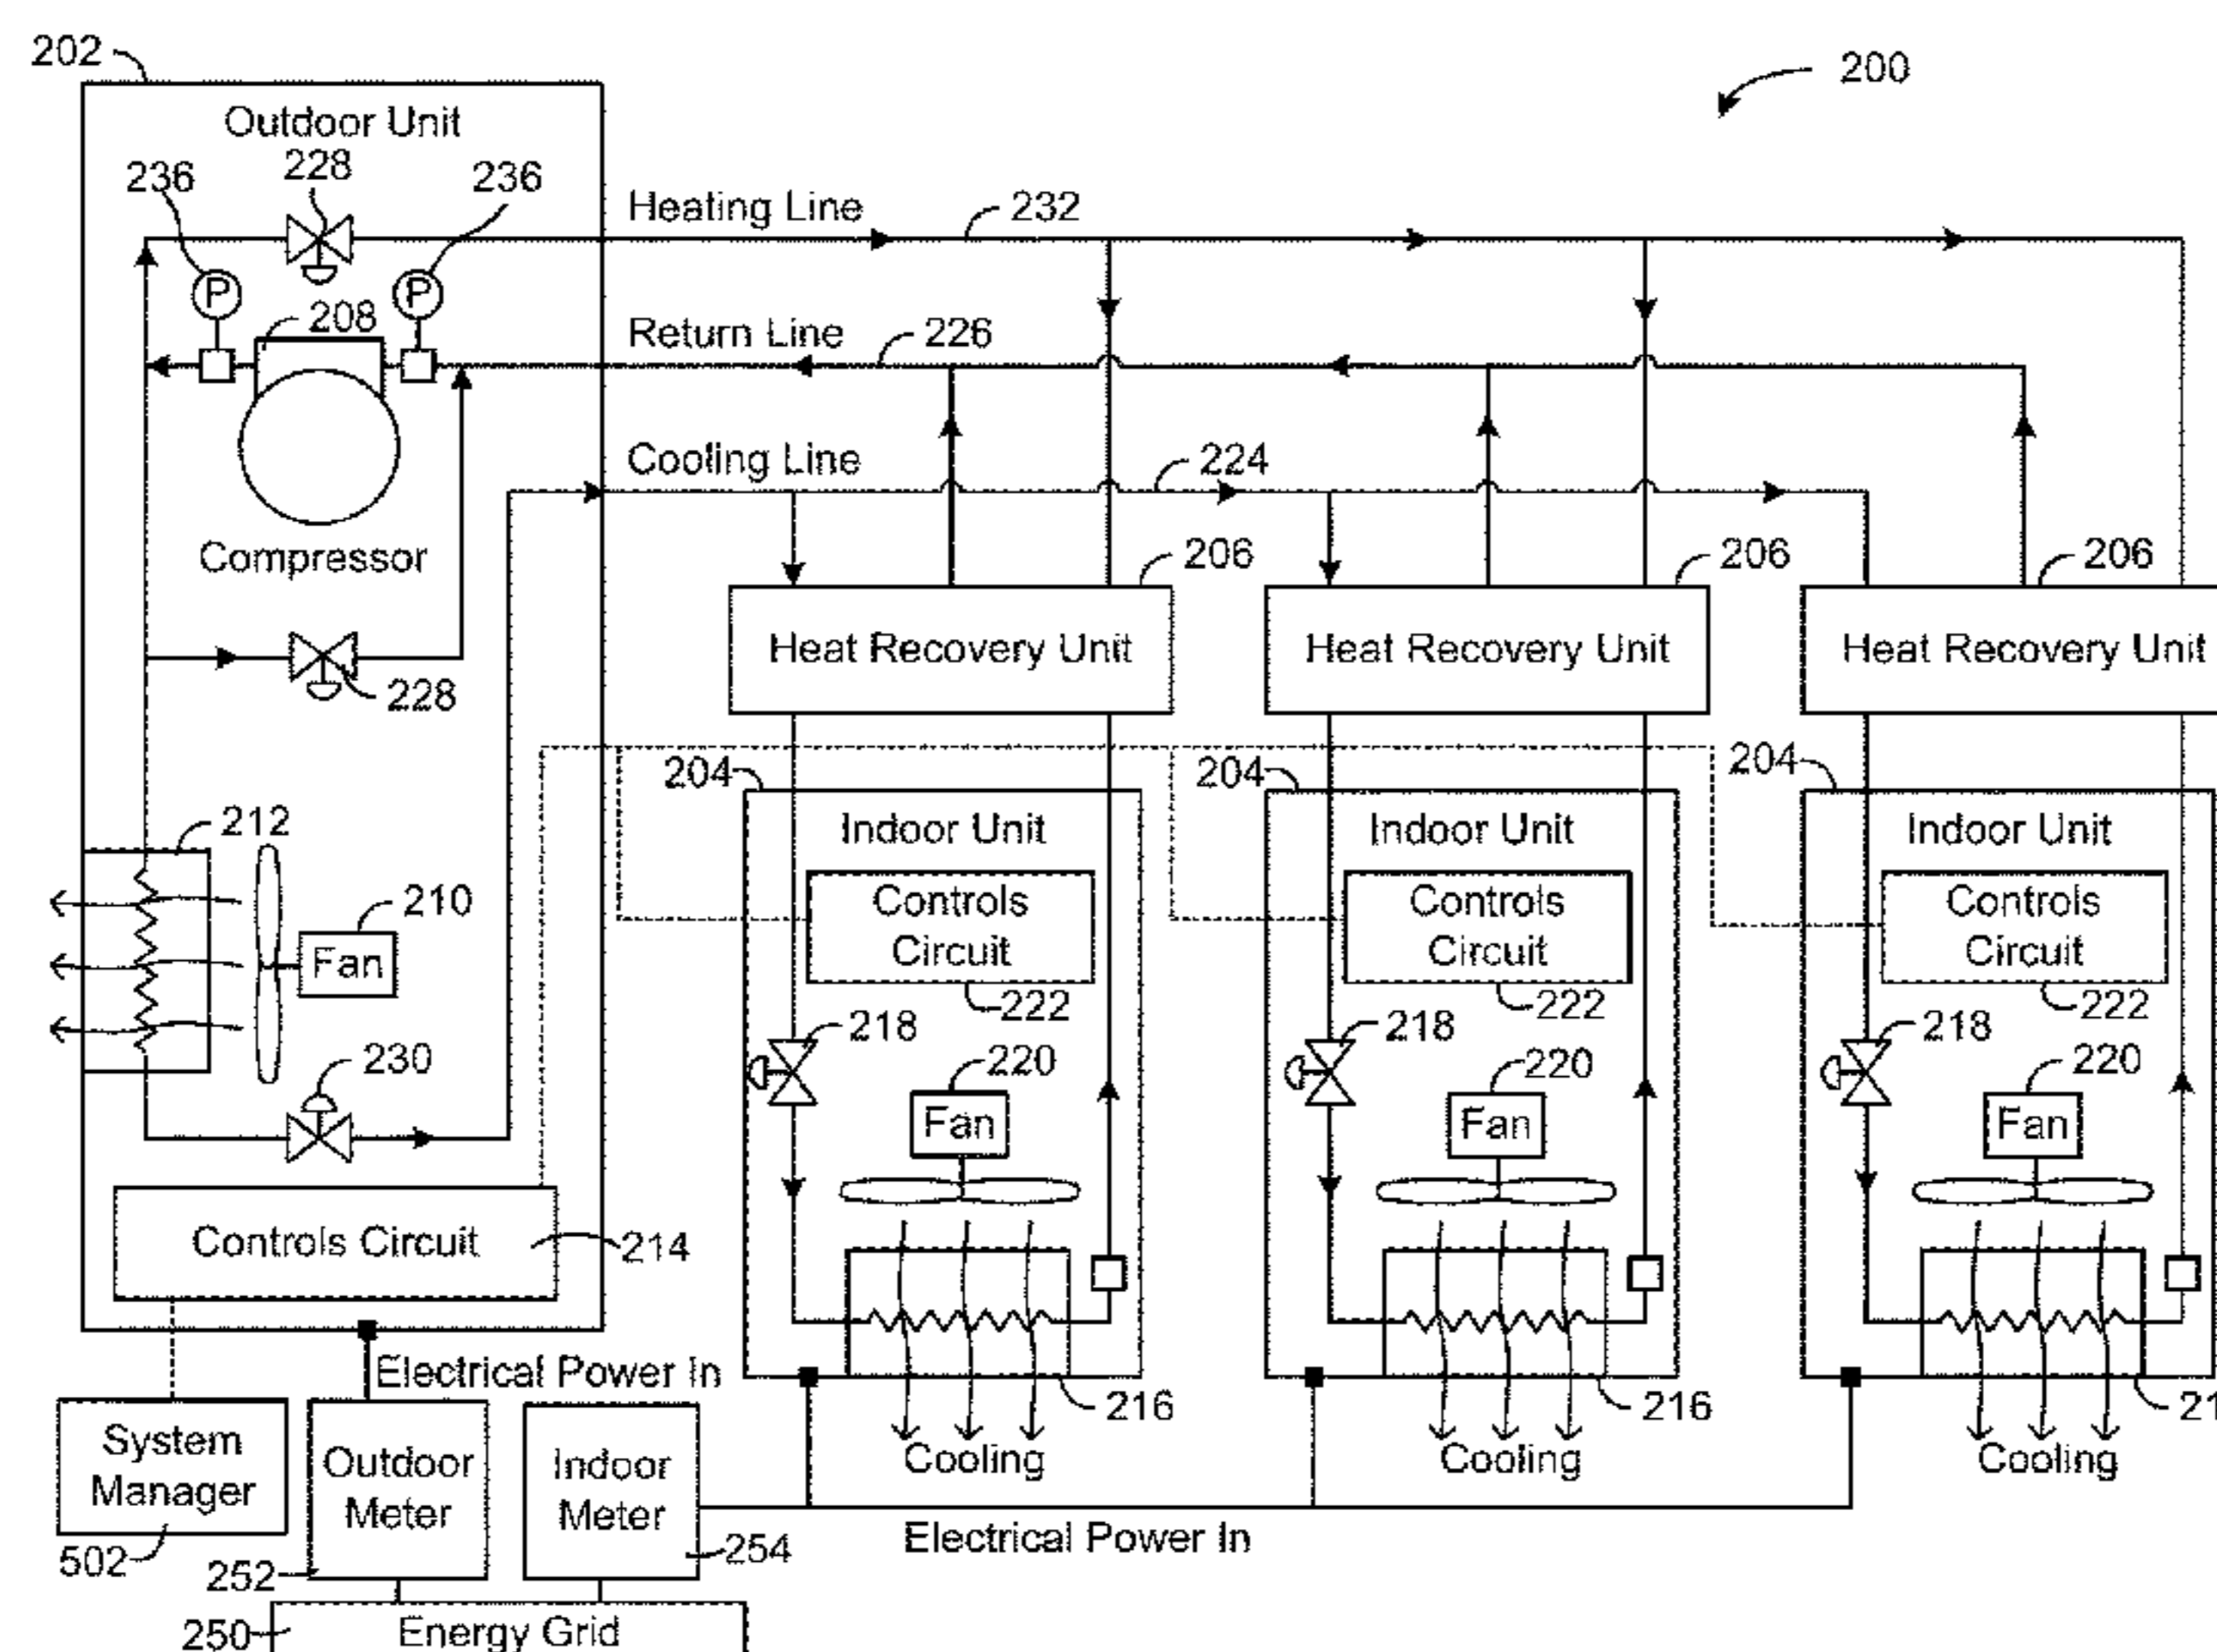 202
200
Outdoor Unit
236
228
236
Heating Line
232
P
P
208
Return Line
226
Cooling Line
224
Compressor
206
206
206
Heat Recovery Unit
Heat Recovery Unit
Heat Recovery Unit
228
204
204
204
212
Indoor Unit
Indoor Unit
Indoor Unit
210
Fan
Controls
Circuit
Controls
Circuit
Controls
Circuit
222
222
222
218
218
218
230
220
220
220
Fan
Fan
Fan
Controls Circuit
214
Electrical Power In
216
216
21
System
Manager
Outdoor
Meter
Indoor
Meter
Cooling
Cooling
Cooling
502
252
254
Electrical Power In
250
Energy Grid